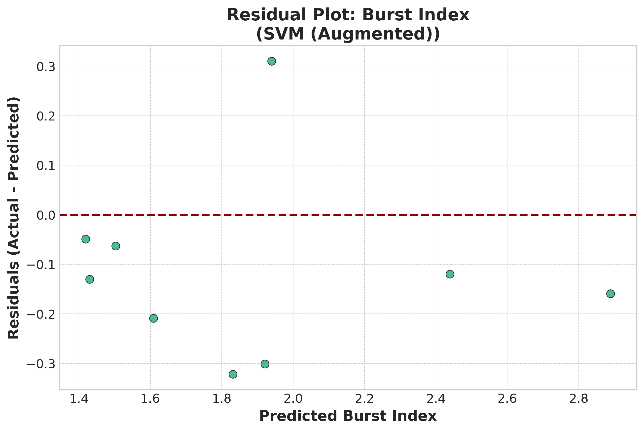 Residual Plot: Burst Index
(SVM (Augmented))
Residuals (Actual - Predicted)
0.3
0.2
0.1
0.0
−0.1
−0.2
−0.3
1.4 1.6 1.8 2.0 2.2 2.4 2.6 2.8
Predicted Burst Index